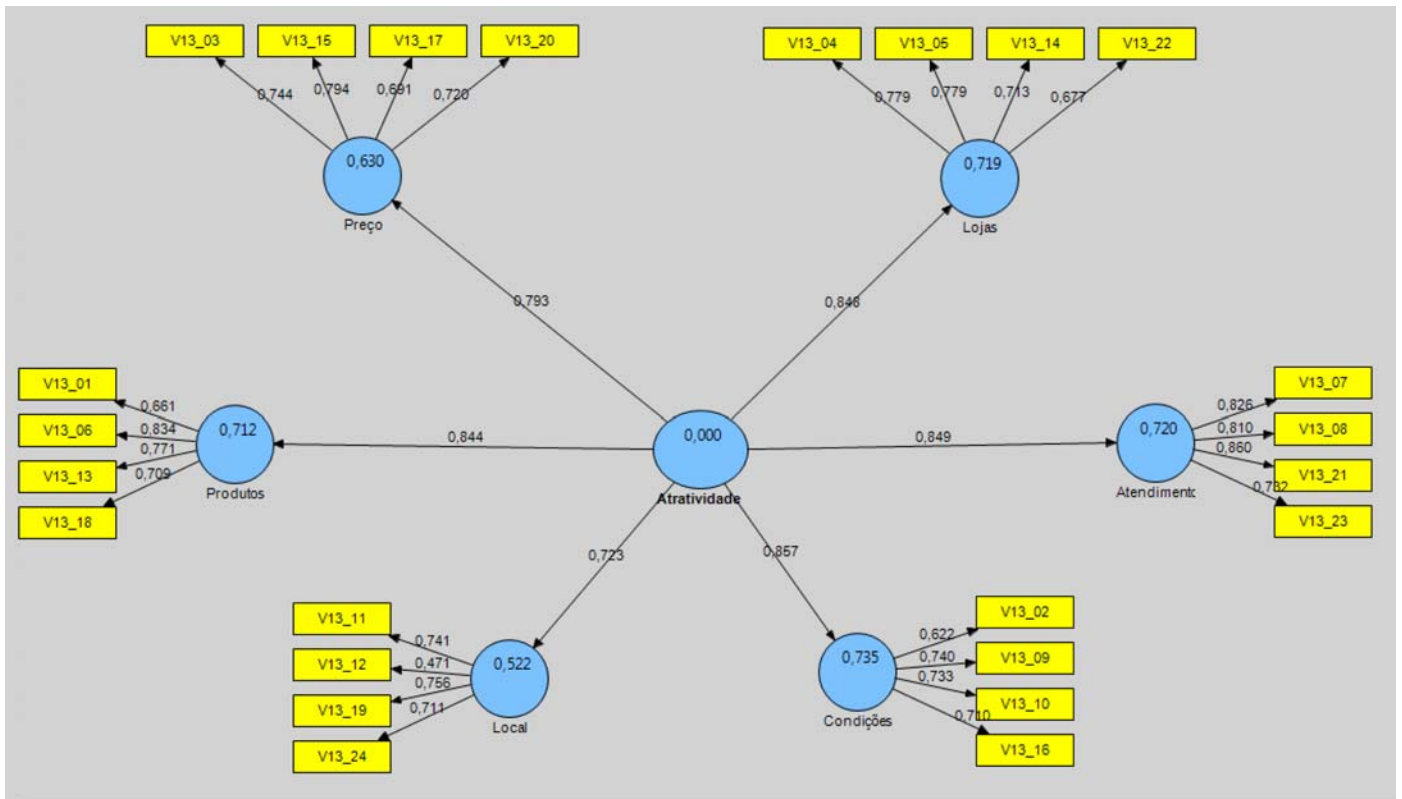 V13_03 V13_15 V13_17 V13_20
0,744 0,794 0,691 0,720
0,630
Preço
V13_04 V13_05 V13_14 V13_22
0,779 0,779 0,713 0,677
0,719
Lojas
0,793
0,848
V13_01
V13_06
V13_13
V13_18
0,661
0,834
0,771
0,709
0,712
Produtos
0,844
0,000
Atratividade
0,849
0,720
Atendimento
0,826
0,810
0,860
0,732
V13_07
V13_08
V13_21
V13_23
0,723
0,857
V13_11
V13_12
V13_19
V13_24
0,741
0,471
0,756
0,711
0,522
Local
0,735
Condições
0,622
0,740
0,733
0,710
V13_02
V13_09
V13_10
V13_16